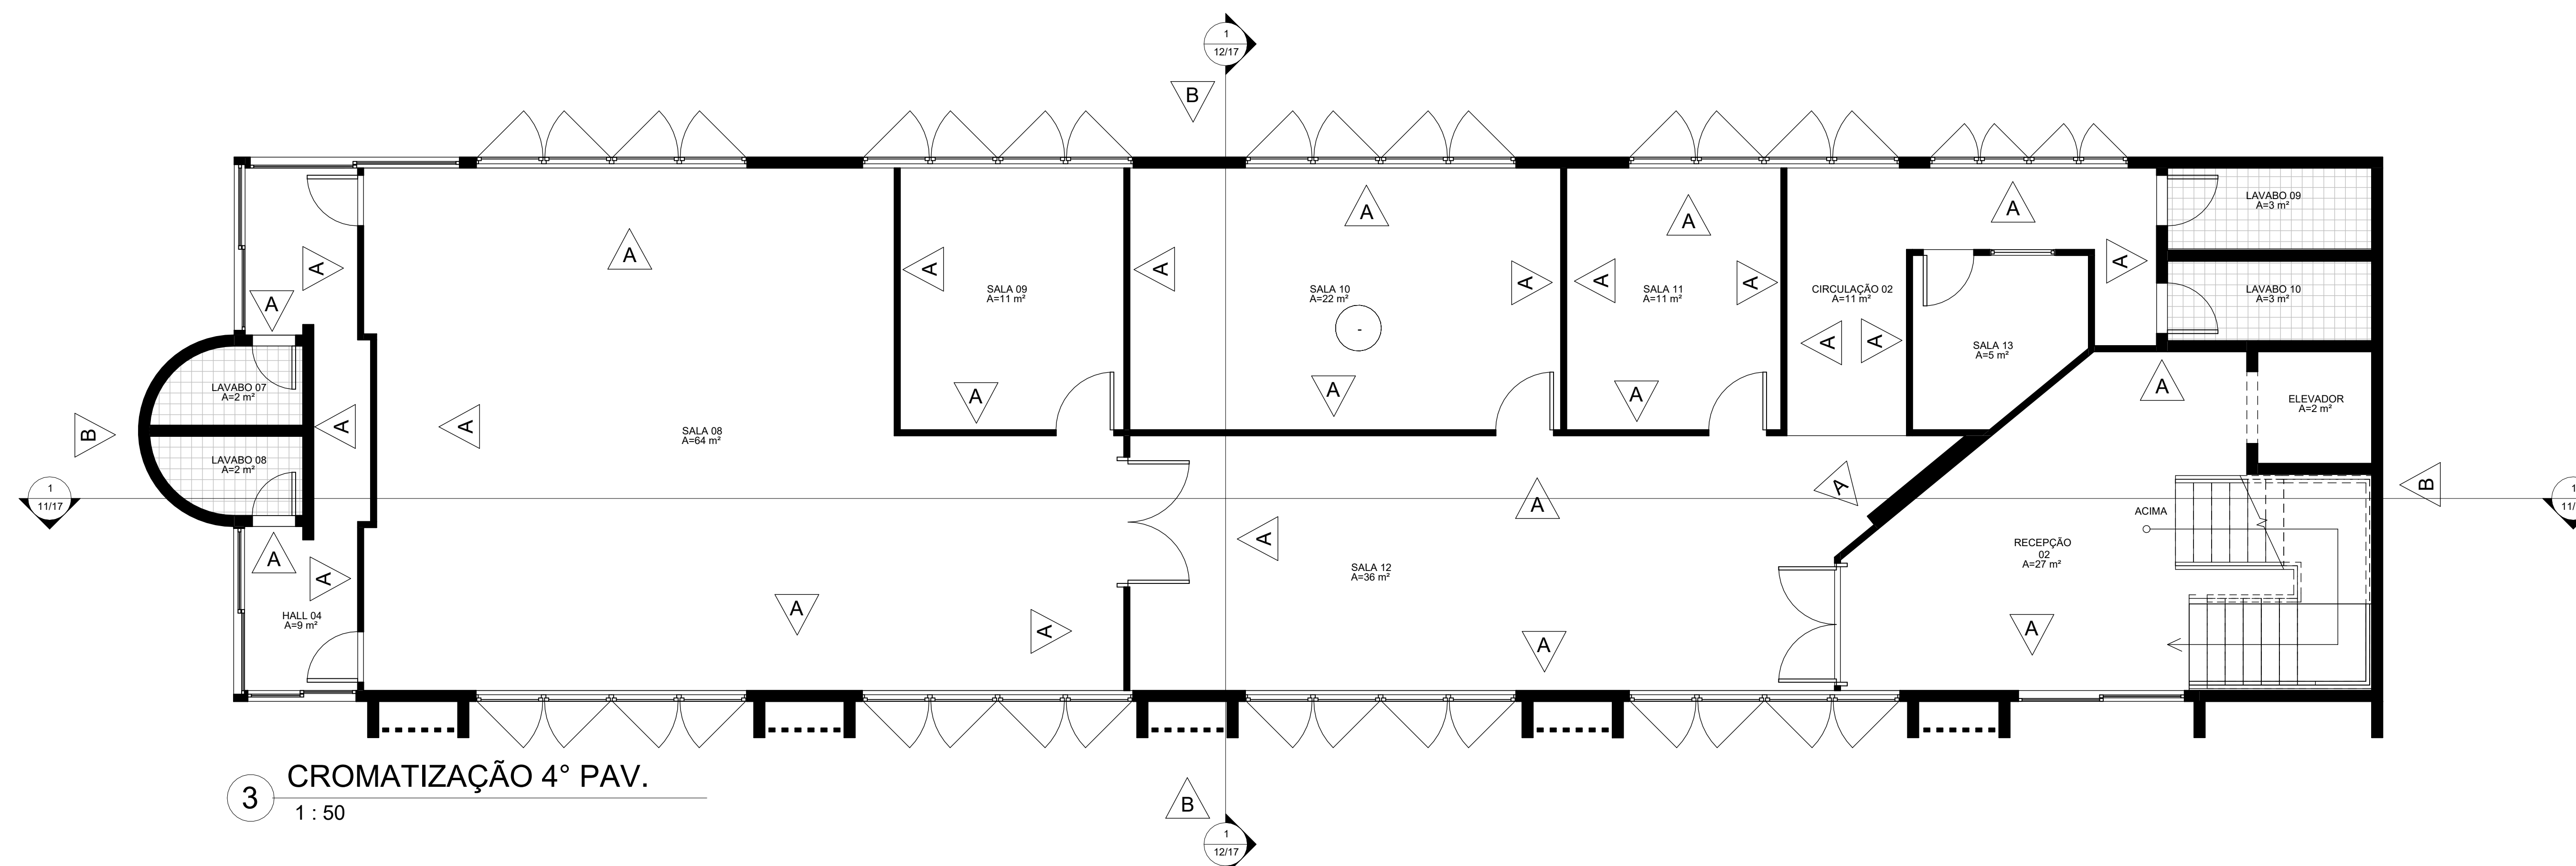 1
12/17
B
LAVABO 09
A=3 m²
A
A
A
A
A
A
A
A
A
A
A
A
A
SALA 09
A=11 m²
SALA 10
A=22 m²
-
SALA 11
A=11 m²
CIRCULAÇÃO 02
A=11 m²
LAVABO 10
A=3 m²
A
A
A
SALA 13
A=5 m²
LAVABO 07
A=2 m²
A
A
A
A
A
ELEVADOR
A=2 m²
B
A
SALA 08
A=64 m²
LAVABO 08
A=2 m²
1
11/17
A
A
B
1
11/
ACIMA
A
A
A
RECEPÇÃO
02
A=27 m²
SALA 12
A=36 m²
HALL 04
A=9 m²
A
A
A
A
3
CROMATIZAÇÃO 4° PAV.
1 : 50
B
1
12/17